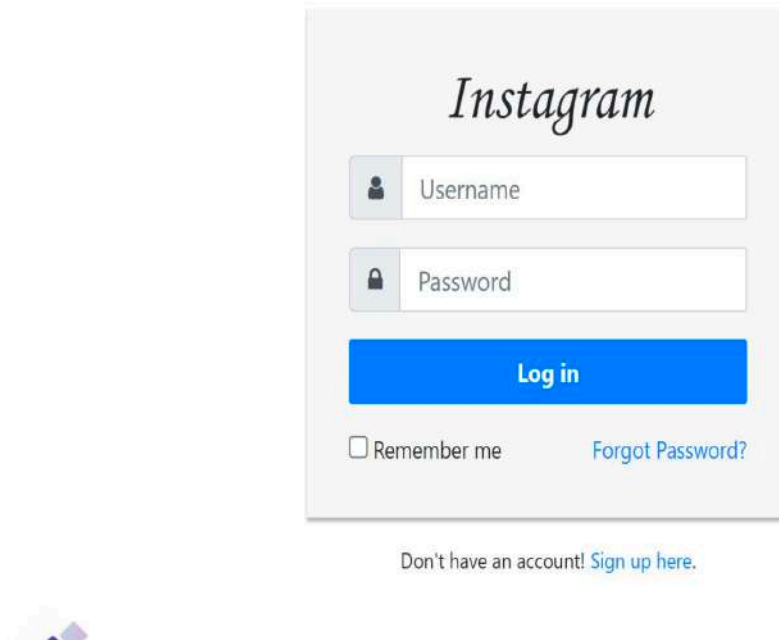 Instagram
Username
Password
Log in
Remember me Forgot Password?
Don't have an account! Sign up here.